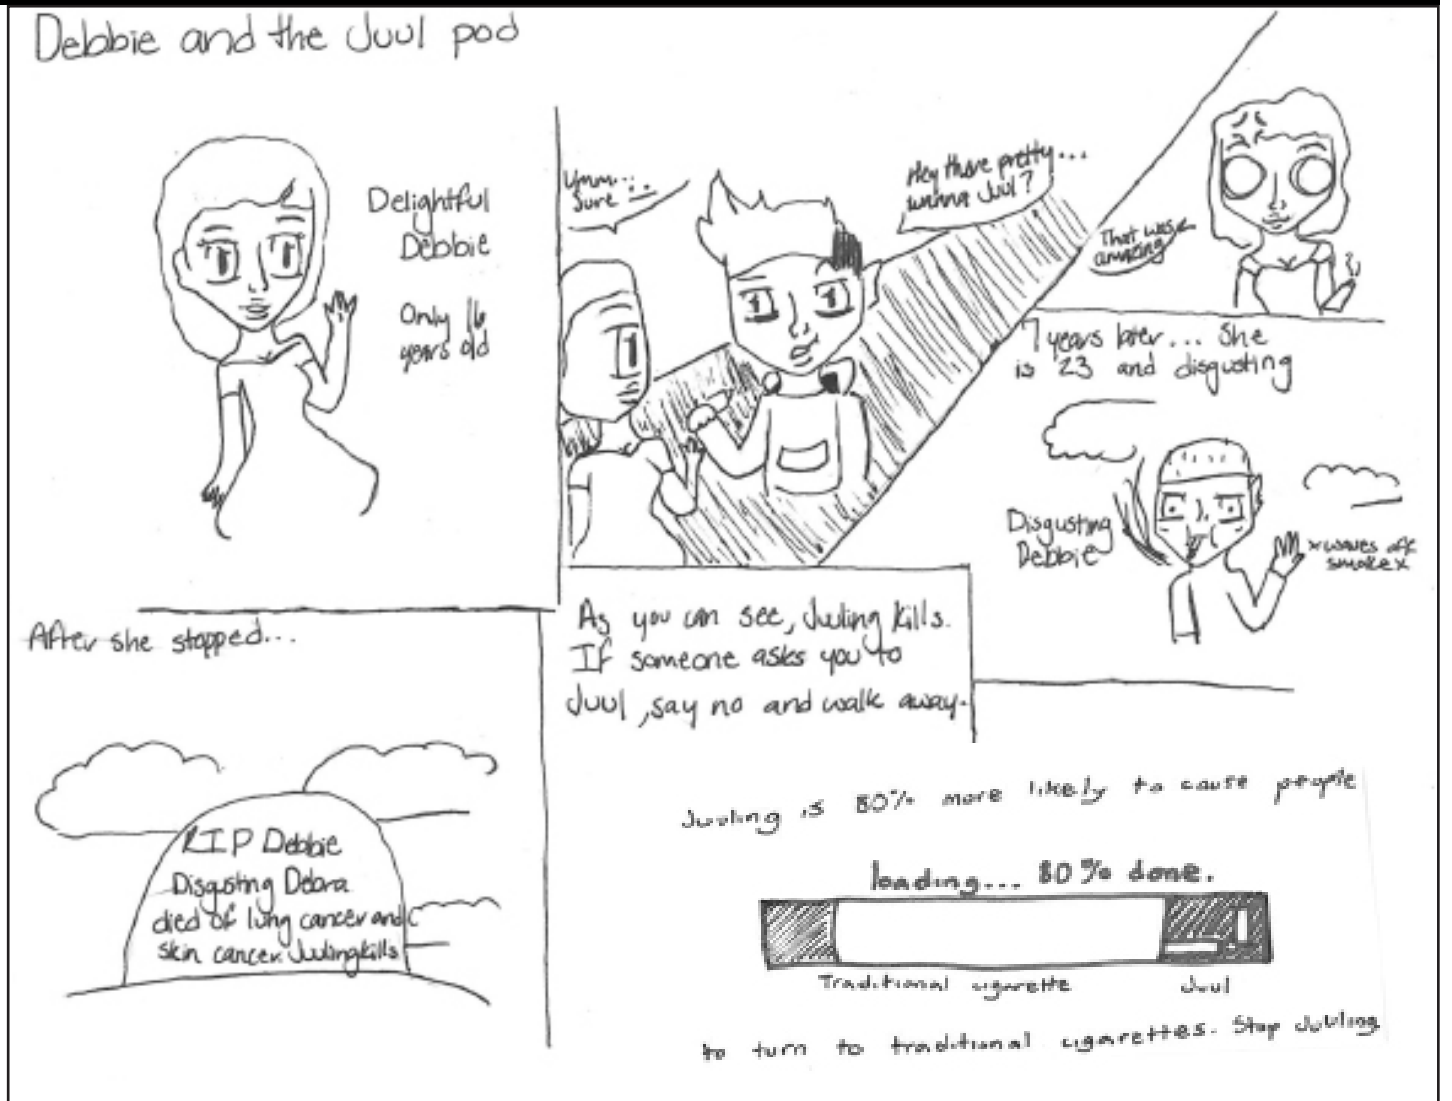 Debbie and the Juul pod
Delightful
Debbie
Only 16
years old
Umm...
Sure
Hey there pretty...
wanna Juul?
That was
amazing
7 years later... She
is 23 and disgusting
Disgusting
Debbie
x waves of
smoke x
After she stopped...
RIP Debbie
Disgusting Debra
died of lung cancer and
skin cancer. Juulingkills
As you can see, Juuling kills.
If someone asks you to
Juul, say no and walk away.
Juuling is 80% more likely to cause people
loading... 80% done.
Traditional cigarette
Juul
to turn to traditional cigarettes. Stop Juuling